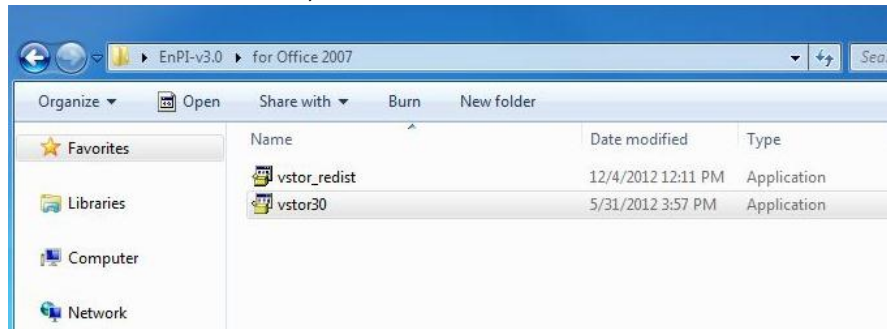 EnPI-v3.0 ▸ for Office 2007
Organize Open Share with Burn New folder
Favorites
Libraries
Computer
Network
Name Date modified Type
vstor_redist 12/4/2012 12:11 PM Application
vstor30 5/31/2012 3:57 PM Application